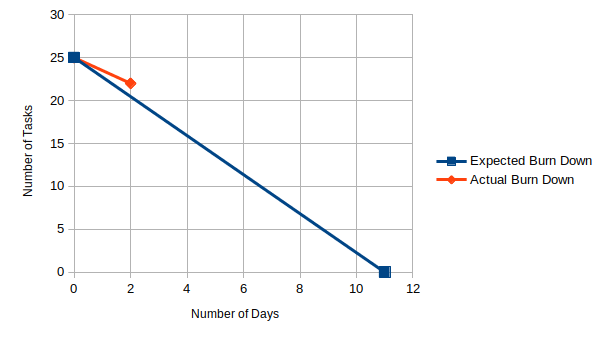 30
25
20
15
10
5
0
0 2 4 6 8 10 12
Number of Tasks
Number of Days
Expected Burn Down
Actual Burn Down